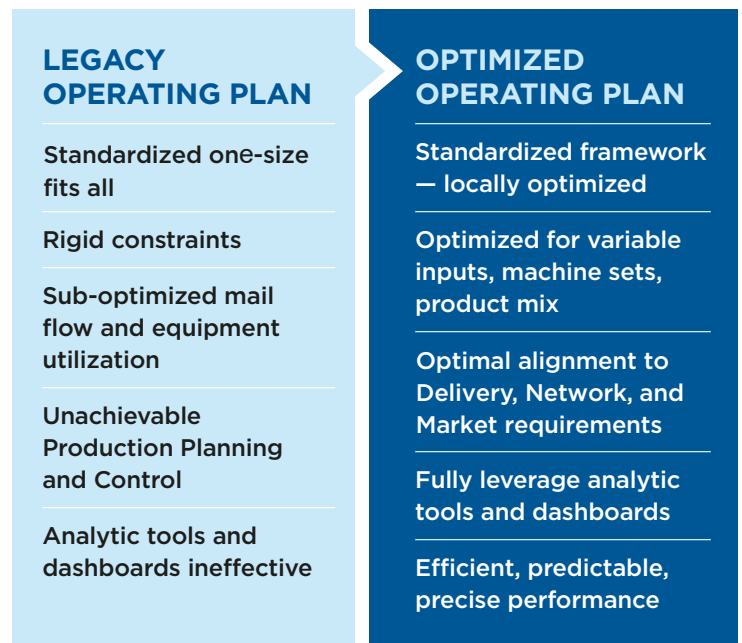 LEGACY
OPERATING PLAN
Standardized one-size
fits all
Rigid constraints
Sub-optimized mail
flow and equipment
utilization
Unachievable
Production Planning
and Control
Analytic tools and
dashboards ineffective
OPTIMIZED
OPERATING PLAN
Standardized framework
— locally optimized
Optimized for variable
inputs, machine sets,
product mix
Optimal alignment to
Delivery, Network, and
Market requirements
Fully leverage analytic
tools and dashboards
Efficient, predictable,
precise performance